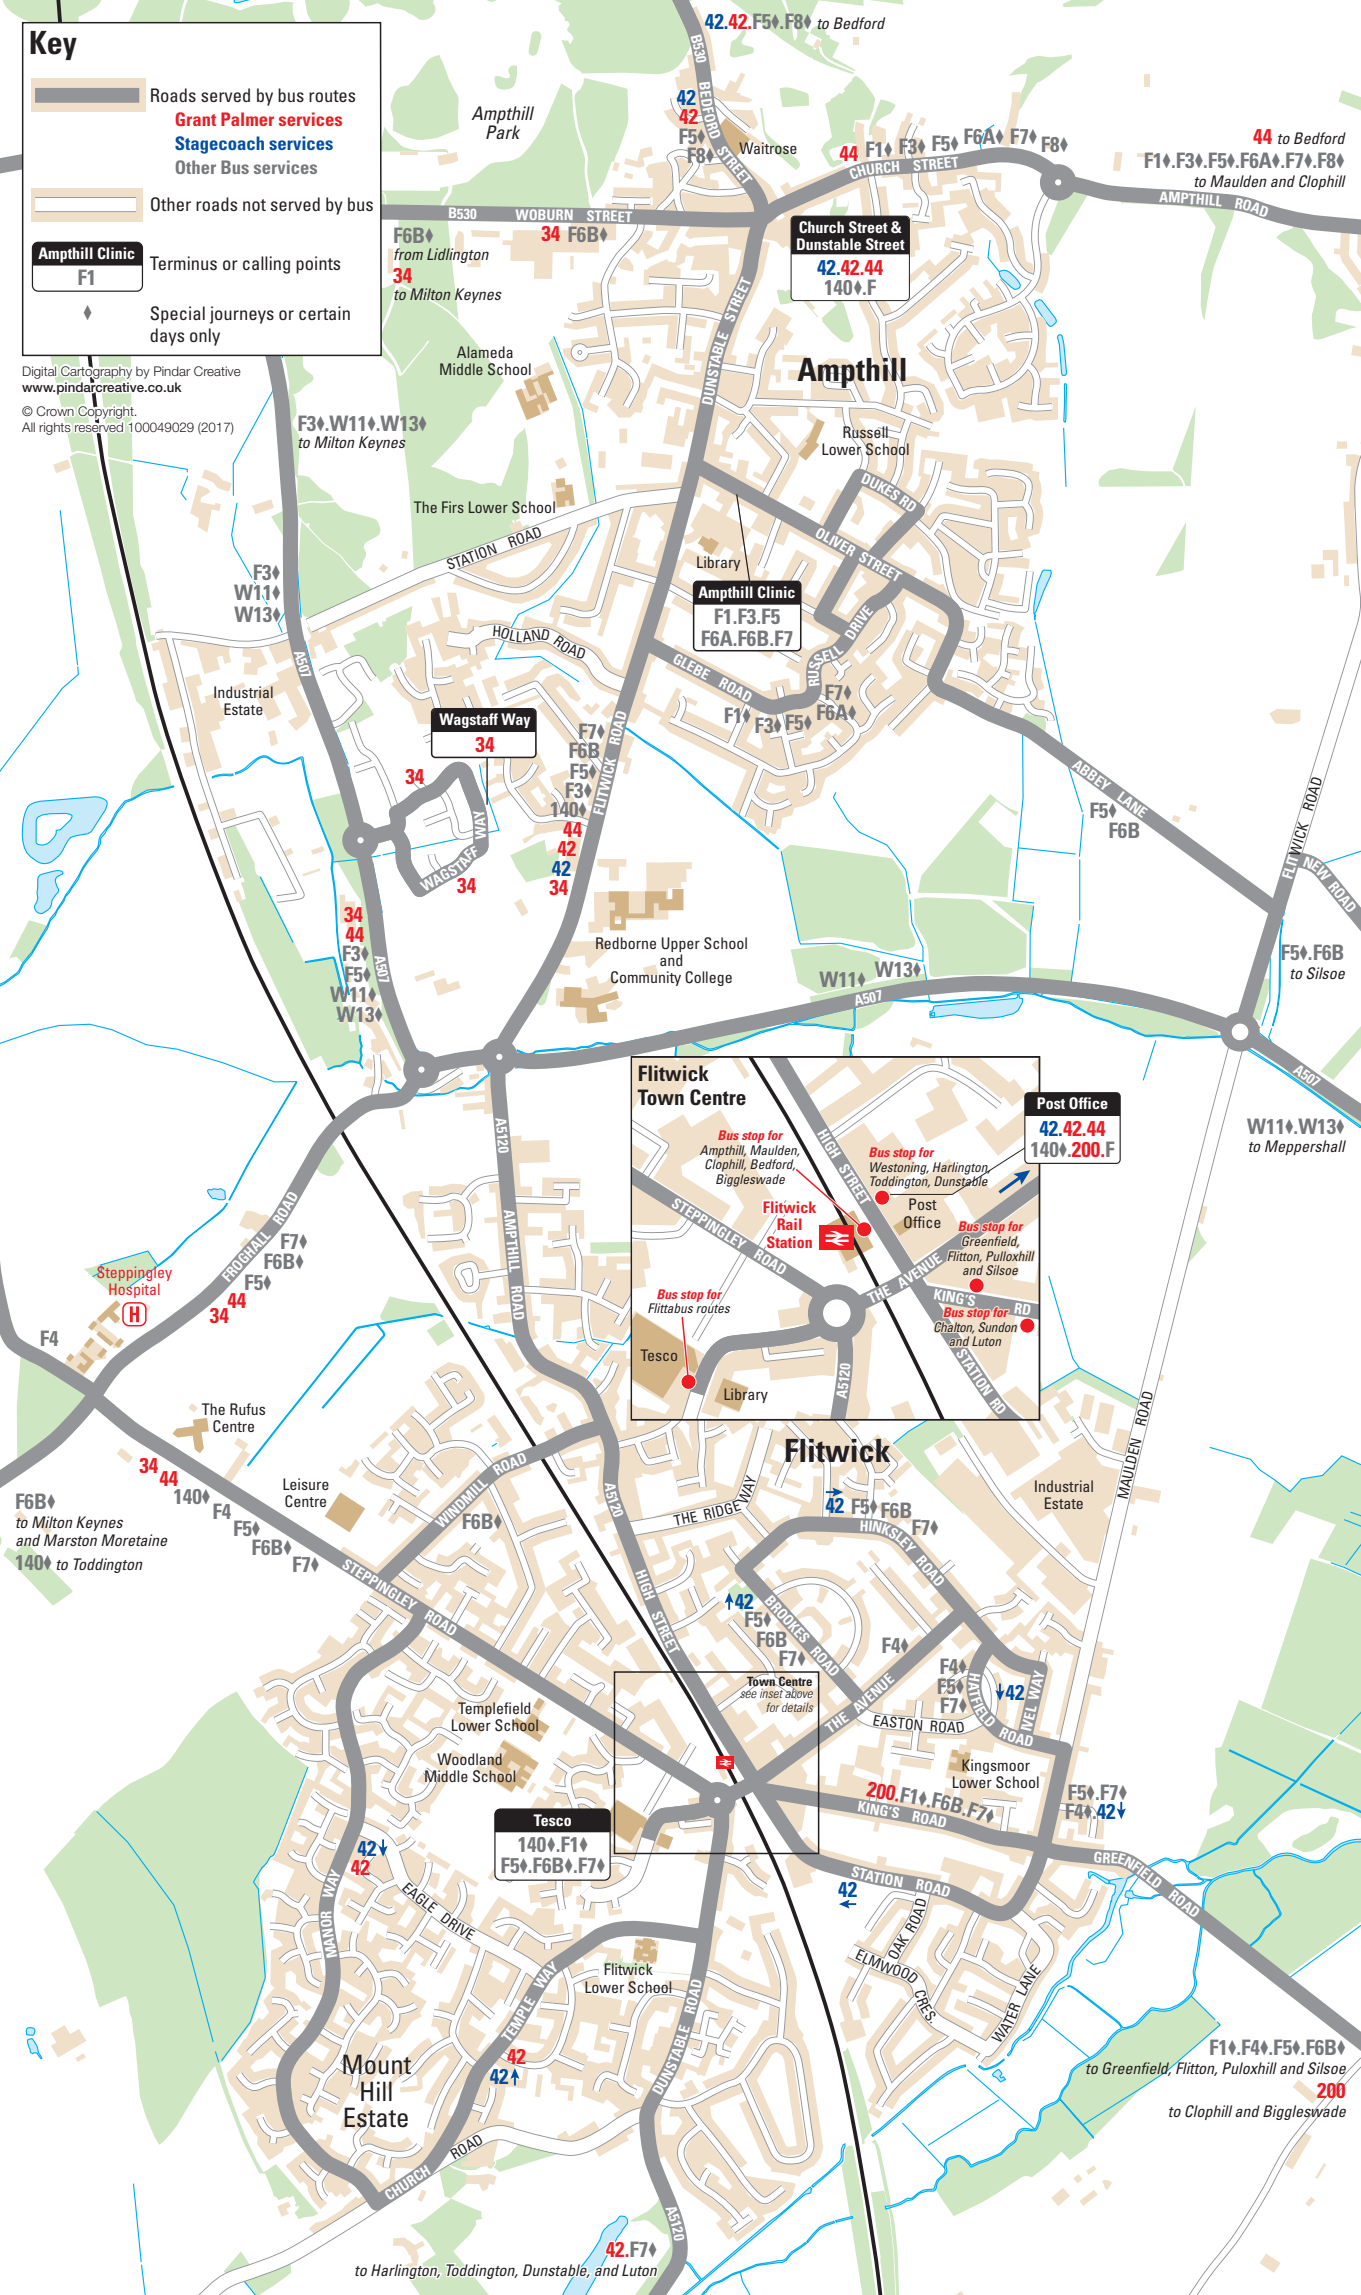 Key
Roads served by bus routes
Grant Palmer services
Stagecoach services
Other Bus services
Other roads not served by bus
Ampthill Clinic
F1
Terminus or calling points
♦
Special journeys or certain
days only
Digital Cartography by Pindar Creative
www.pindarcreative.co.uk
© Crown Copyright.
All rights reserved 100049029 (2017)
42.42.F5♦.F8♦ to Bedford
B530
BEDFORD STREET
42
42
F5♦
F8♦
Waitrose
Ampthill
Park
44 F1♦ F3♦ F5♦ F6A♦ F7♦ F8♦
CHURCH STREET
44 to Bedford
F1♦.F3♦.F5♦.F6A♦.F7♦.F8♦
to Maulden and Clophill
AMPTHILL ROAD
B530 WOBURN STREET
34 F6B♦
F6B♦
from Lidlington
34
to Milton Keynes
Church Street &
Dunstable Street
42.42.44
140♦.F
DUNSTABLE STREET
Ampthill
Alameda
Middle School
F3♦.W11♦.W13♦
to Milton Keynes
Russell
Lower School
DUKES RD
The Firs Lower School
STATION ROAD
OLIVER STREET
Library
Ampthill Clinic
F1.F3.F5
F6A.F6B.F7
F3♦
W11♦
W13♦
A507
HOLLAND ROAD
RUSSELL DRIVE
GLEBE ROAD
F1♦ F3♦ F5♦
F7♦
F6A♦
Industrial
Estate
Wagstaff Way
34
34
WAGSTAFF WAY
34
FLITWICK ROAD
F7♦
F6B
F5♦
F3♦
140♦
44
42
42
34
ABBEY LANE
F5♦
F6B
FLITWICK ROAD
NEW ROAD
F5♦.F6B
to Silsoe
34
44
F3♦
F5♦
W11♦
W13♦
A507
Redborne Upper School
and
Community College
W11♦ W13♦
A507
A507
W11♦.W13♦
to Meppershall
A5120
AMPTHILL ROAD
Flitwick
Town Centre
Bus stop for
Ampthill, Maulden,
Clophill, Bedford,
Biggleswade
HIGH STREET
Bus stop for
Westoning, Harlington,
Toddington, Dunstable
Post Office
42.42.44
140♦.200.F
Post
Office
Flitwick
Rail
Station
STEPPINGLEY ROAD
Bus stop for
Greenfield,
Flitton, Pulloxhill
and Silsoe
THE AVENUE
KING'S RD
Bus stop for
Chalton, Sundon
and Luton
STATION RD
Bus stop for
Flittabus routes
Tesco
Library
A5120
FROGHALL ROAD
F7♦
F6B♦
F5♦
44
34
Steppingley
Hospital
H
F4
The Rufus
Centre
34
44
140♦
F4
F5♦
F6B♦
F7♦
F6B♦
to Milton Keynes
and Marston Moretaine
140♦ to Toddington
Leisure
Centre
WINDMILL ROAD
F6B♦
STEPPINGLEY ROAD
A5120
HIGH STREET
Flitwick
THE RIDGEWAY
Industrial
Estate
MAULDEN ROAD
42 F5♦ F6B
F7♦
HINKSLEY ROAD
42
F5♦
F6B
F7♦
BROOKES ROAD
F4♦
F4♦
F5♦
F7♦
42
HATFIELD ROAD
NEL WAY
THE AVENUE
EASTON ROAD
Town Centre
see inset above
for details
Templefield
Lower School
Woodland
Middle School
Kingsmoor
Lower School
200.F1♦.F6B.F7♦
KING'S ROAD
F5♦.F7♦
F4♦.42
Tesco
140♦.F1♦
F5♦.F6B♦.F7♦
GREENFIELD ROAD
STATION ROAD
42
42
42
MANOR WAY
EAGLE DRIVE
OAK ROAD
ELMWOOD CRES.
WATER LANE
Flitwick
Lower School
TEMPLE WAY
42
42
DUNSTABLE ROAD
Mount
Hill
Estate
CHURCH ROAD
F1♦.F4♦.F5♦.F6B♦
to Greenfield, Flitton, Puloxhill and Silsoe
200
to Clophill and Biggleswade
A5120
42.F7♦
to Harlington, Toddington, Dunstable, and Luton